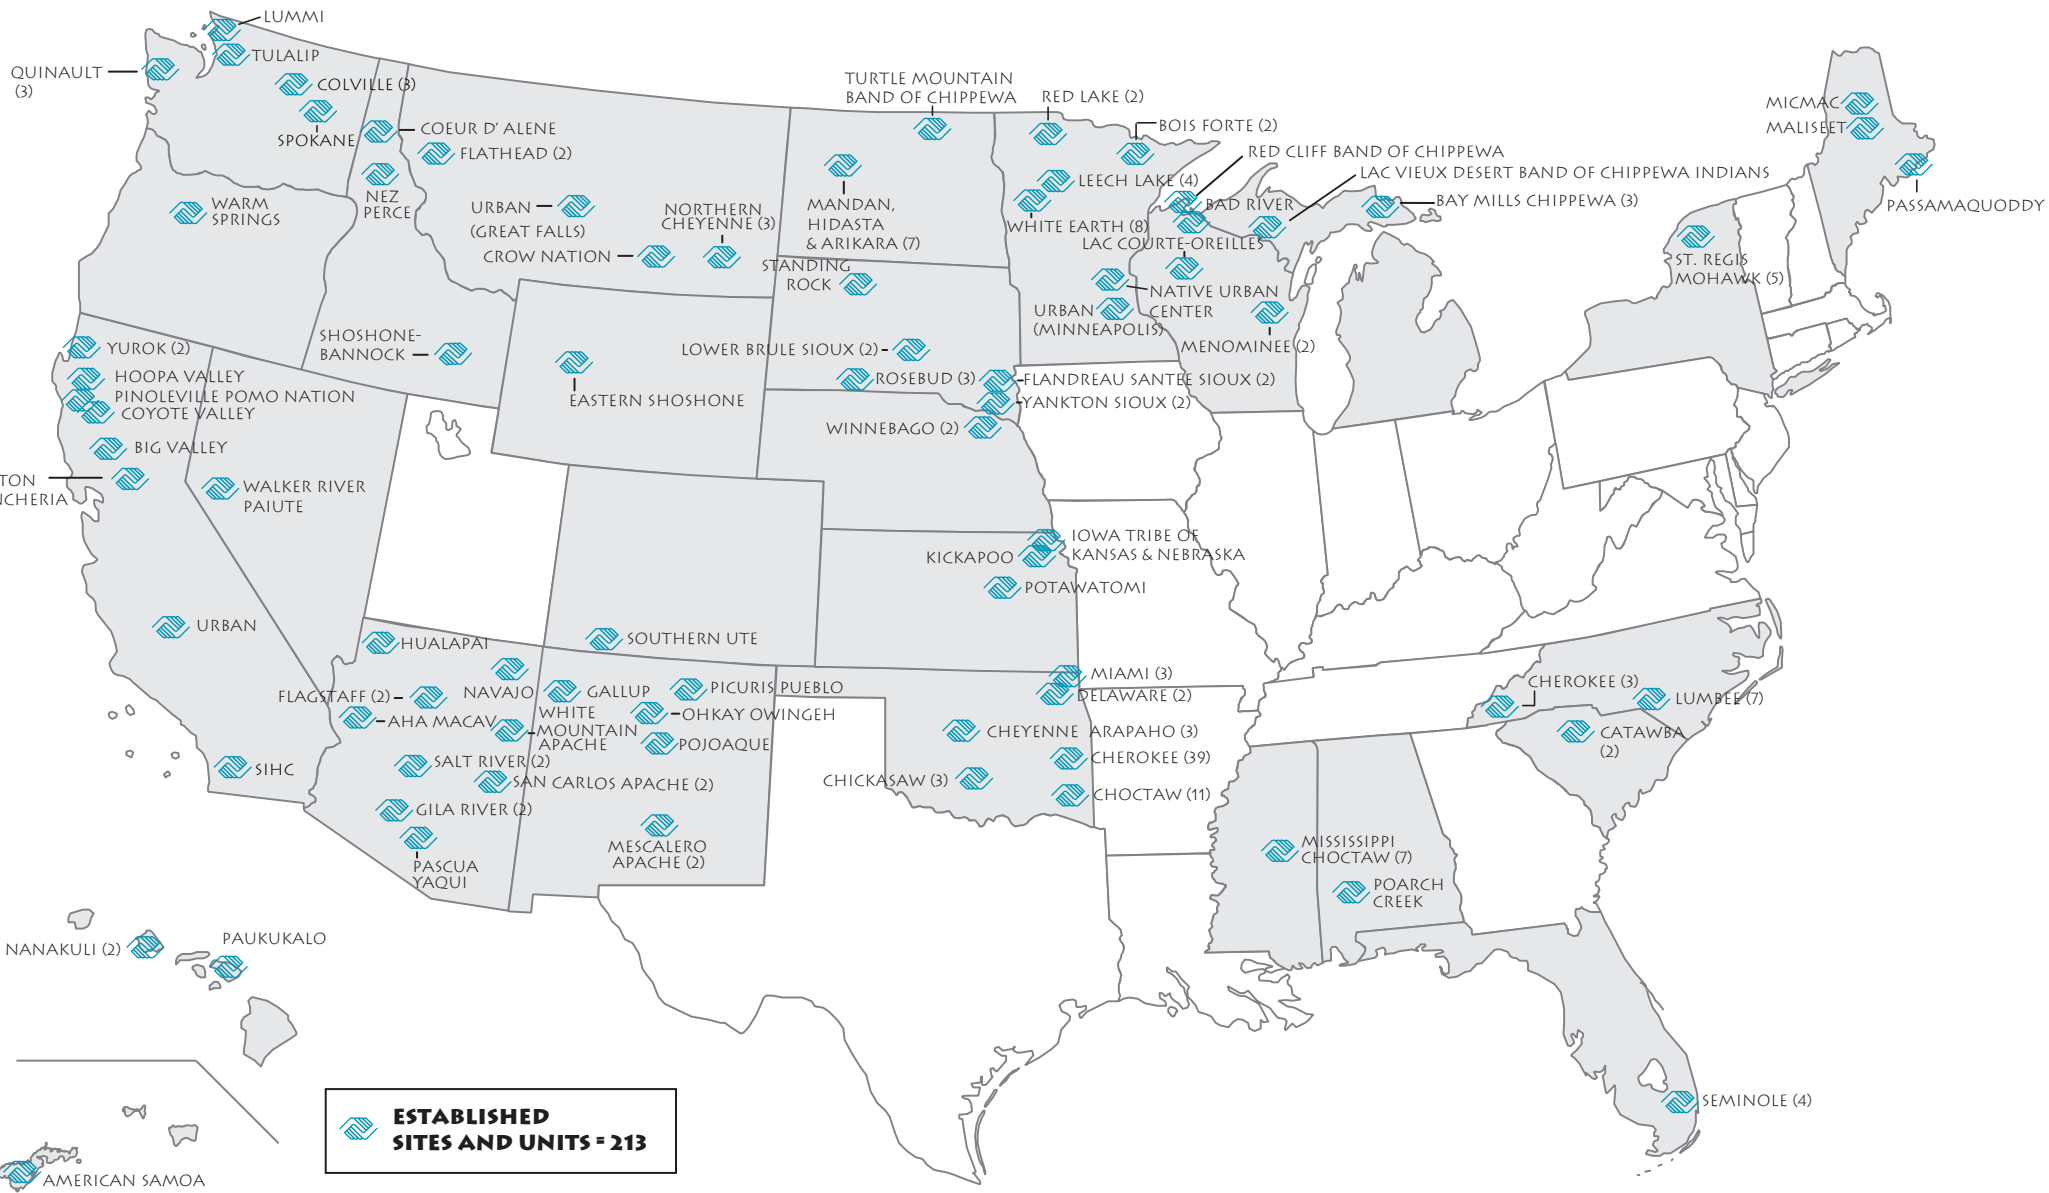 LUMMI
TULALIP
QUINAULT
(3)
COLVILLE (3)
SPOKANE
COEUR D' ALENE
FLATHEAD (2)
NEZ
PERCE
WARM
SPRINGS
URBAN
(GREAT FALLS)
CROW NATION
NORTHERN
CHEYENNE (3)
TURTLE MOUNTAIN
BAND OF CHIPPEWA
MANDAN,
HIDASTA
& ARIKARA (7)
STANDING
ROCK
RED LAKE (2)
BOIS FORTE (2)
RED CLIFF BAND OF CHIPPEWA
LAC VIEUX DESERT BAND OF CHIPPEWA INDIANS
LEECH LAKE (4)
BAD RIVER
BAY MILLS CHIPPEWA (3)
WHITE EARTH (8)
LAC COURTE-OREILLES
NATIVE URBAN
CENTER
URBAN
(MINNEAPOLIS)
MENOMINEE (2)
MICMAC
MALISEET
PASSAMAQUODDY
ST. REGIS
MOHAWK (5)
YUROK (2)
HOOPA VALLEY
PINOLEVILLE POMO NATION
COYOTE VALLEY
BIG VALLEY
TON
NCHERIA
WALKER RIVER
PAIUTE
SHOSHONE-
BANNOCK
EASTERN SHOSHONE
LOWER BRULE SIOUX (2)
ROSEBUD (3)
FLANDREAU SANTEE SIOUX (2)
YANKTON SIOUX (2)
WINNEBAGO (2)
IOWA TRIBE OF
KANSAS & NEBRASKA
KICKAPOO
POTAWATOMI
URBAN
SIHC
HUALAPAI
NAVAJO
FLAGSTAFF (2)
AHA MACAV
WHITE
MOUNTAIN
APACHE
SALT RIVER (2)
SAN CARLOS APACHE (2)
GILA RIVER (2)
PASCUA
YAQUI
SOUTHERN UTE
GALLUP
PICURIS PUEBLO
OHKAY OWINGEH
POJOAQUE
MESCALERO
APACHE (2)
MIAMI (3)
DELAWARE (2)
CHEYENNE ARAPAHO (3)
CHEROKEE (39)
CHICKASAW (3)
CHOCTAW (11)
CHEROKEE (3)
LUMBEE (7)
CATAWBA
(2)
MISSISSIPPI
CHOCTAW (7)
POARCH
CREEK
SEMINOLE (4)
NANAKULI (2)
PAUKUKALO
AMERICAN SAMOA
ESTABLISHED
SITES AND UNITS = 213